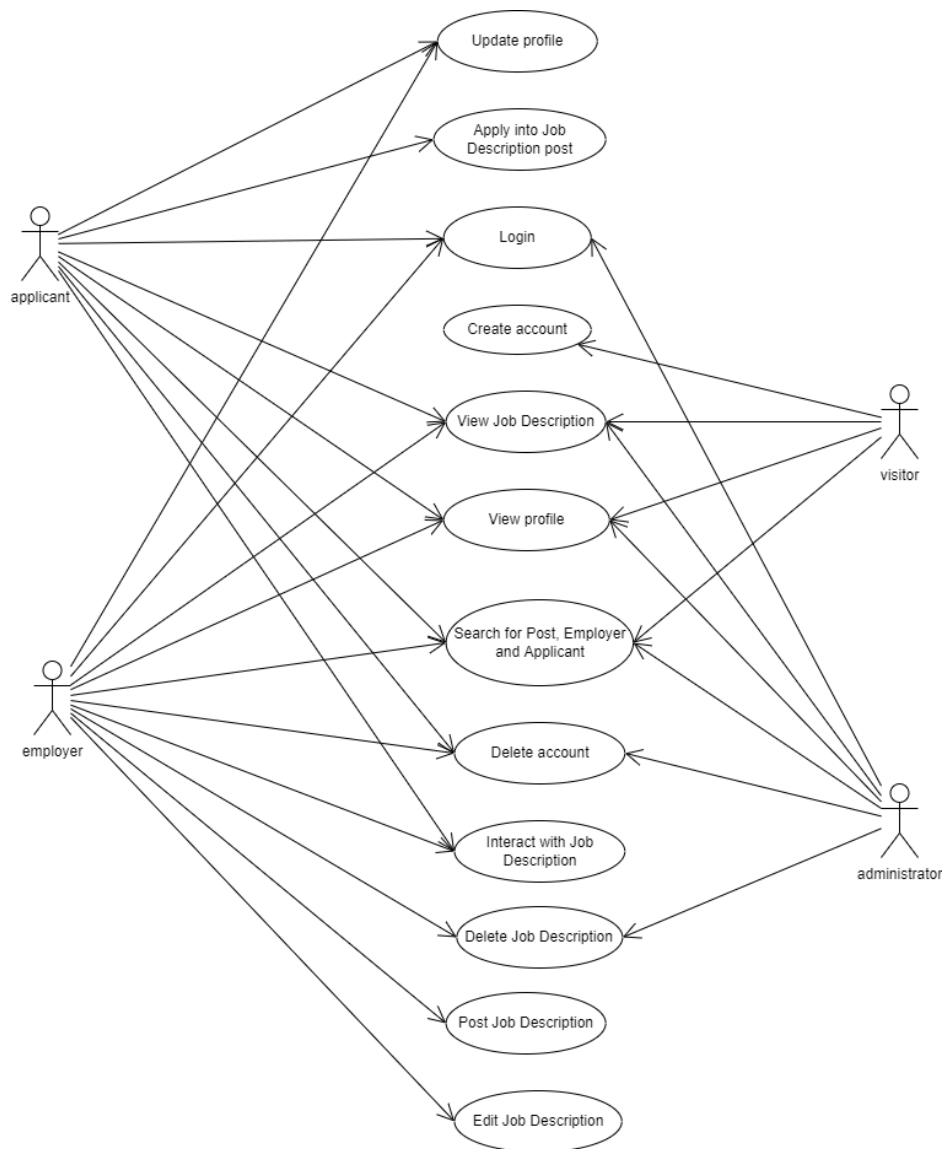 Update profile
Apply into Job
Description post
Login
applicant
Create account
View Job Description
visitor
View profile
Search for Post, Employer
and Applicant
employer
Delete account
Interact with Job
Description
administrator
Delete Job Description
Post Job Description
Edit Job Description